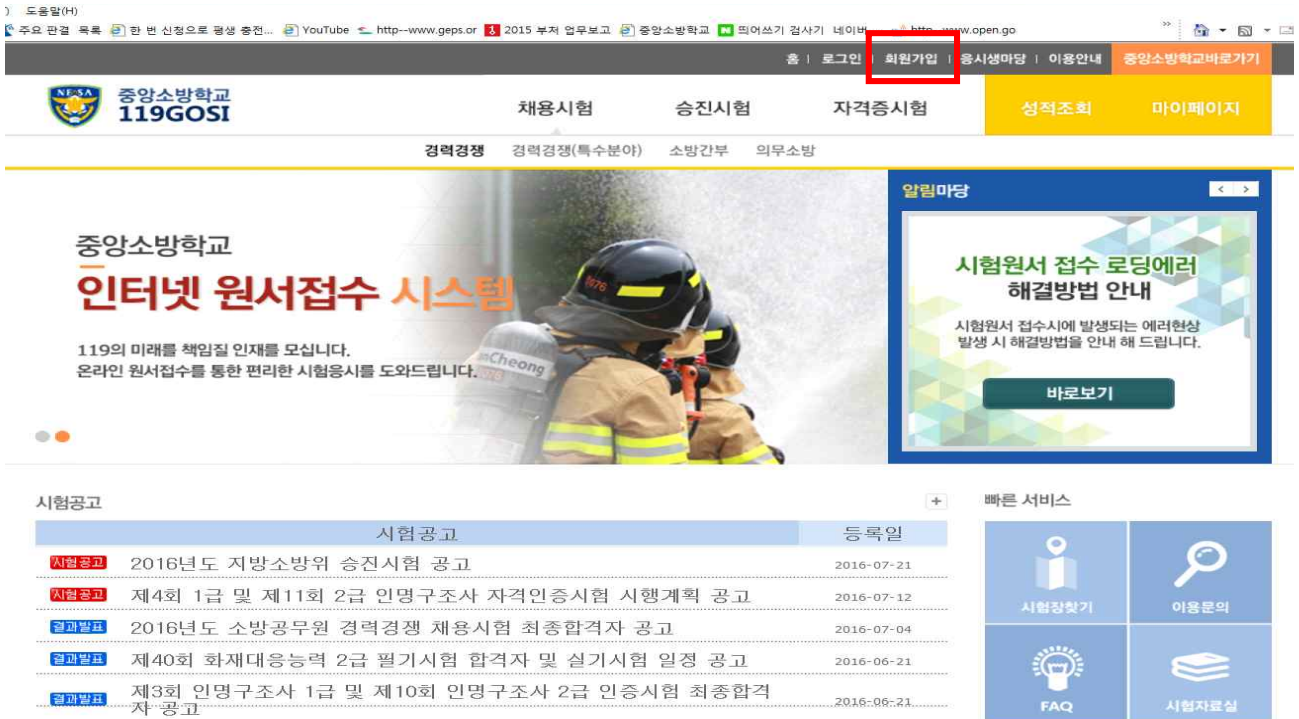 도움말(H)
주요 판결 목록 한 번 신청으로 평생 충전... YouTube http--www.geps.or 2015 부처 업무보고 중앙소방학교 띄어쓰기 검사기 네이버 http--www.open.go
홈 | 로그인 | 회원가입 | 응시생마당 | 이용안내 중앙소방학교바로가기
NFSA 중앙소방학교
119GOSI
채용시험 승진시험 자격증시험 성적조회 마이페이지
경력경쟁 경력경쟁(특수분야) 소방간부 의무소방
알림마당
중앙소방학교
인터넷 원서접수 시스템
119의 미래를 책임질 인재를 모십니다.
온라인 원서접수를 통한 편리한 시험응시를 도와드립니다.
시험원서 접수 로딩에러
해결방법 안내
시험원서 접수시에 발생되는 에러현상
발생 시 해결방법을 안내 해 드립니다.
바로보기
시험공고
시험공고 등록일
시험공고 2016년도 지방소방위 승진시험 공고 2016-07-21
시험공고 제4회 1급 및 제11회 2급 인명구조사 자격인증시험 시행계획 공고 2016-07-12
결과발표 2016년도 소방공무원 경력경쟁 채용시험 최종합격자 공고 2016-07-04
결과발표 제40회 화재대응능력 2급 필기시험 합격자 및 실기시험 일정 공고 2016-06-21
결과발표 제3회 인명구조사 1급 및 제10회 인명구조사 2급 인증시험 최종합격
자 공고 2016-06-21
빠른 서비스
시험장찾기 이용문의
FAQ 시험자료실